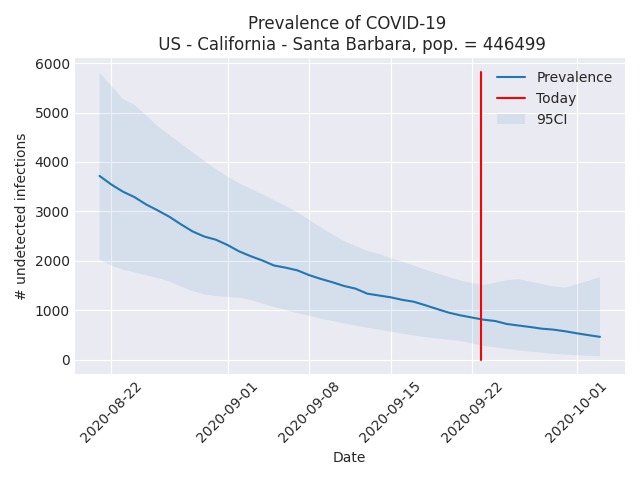 Prevalence of COVID-19
US - California - Santa Barbara, pop. = 446499
6000
5000
4000
3000
2000
1000
0
# undetected infections
Prevalence
Today
95CI
2020-08-22
2020-09-01
2020-09-08
2020-09-15
2020-09-22
2020-10-01
Date